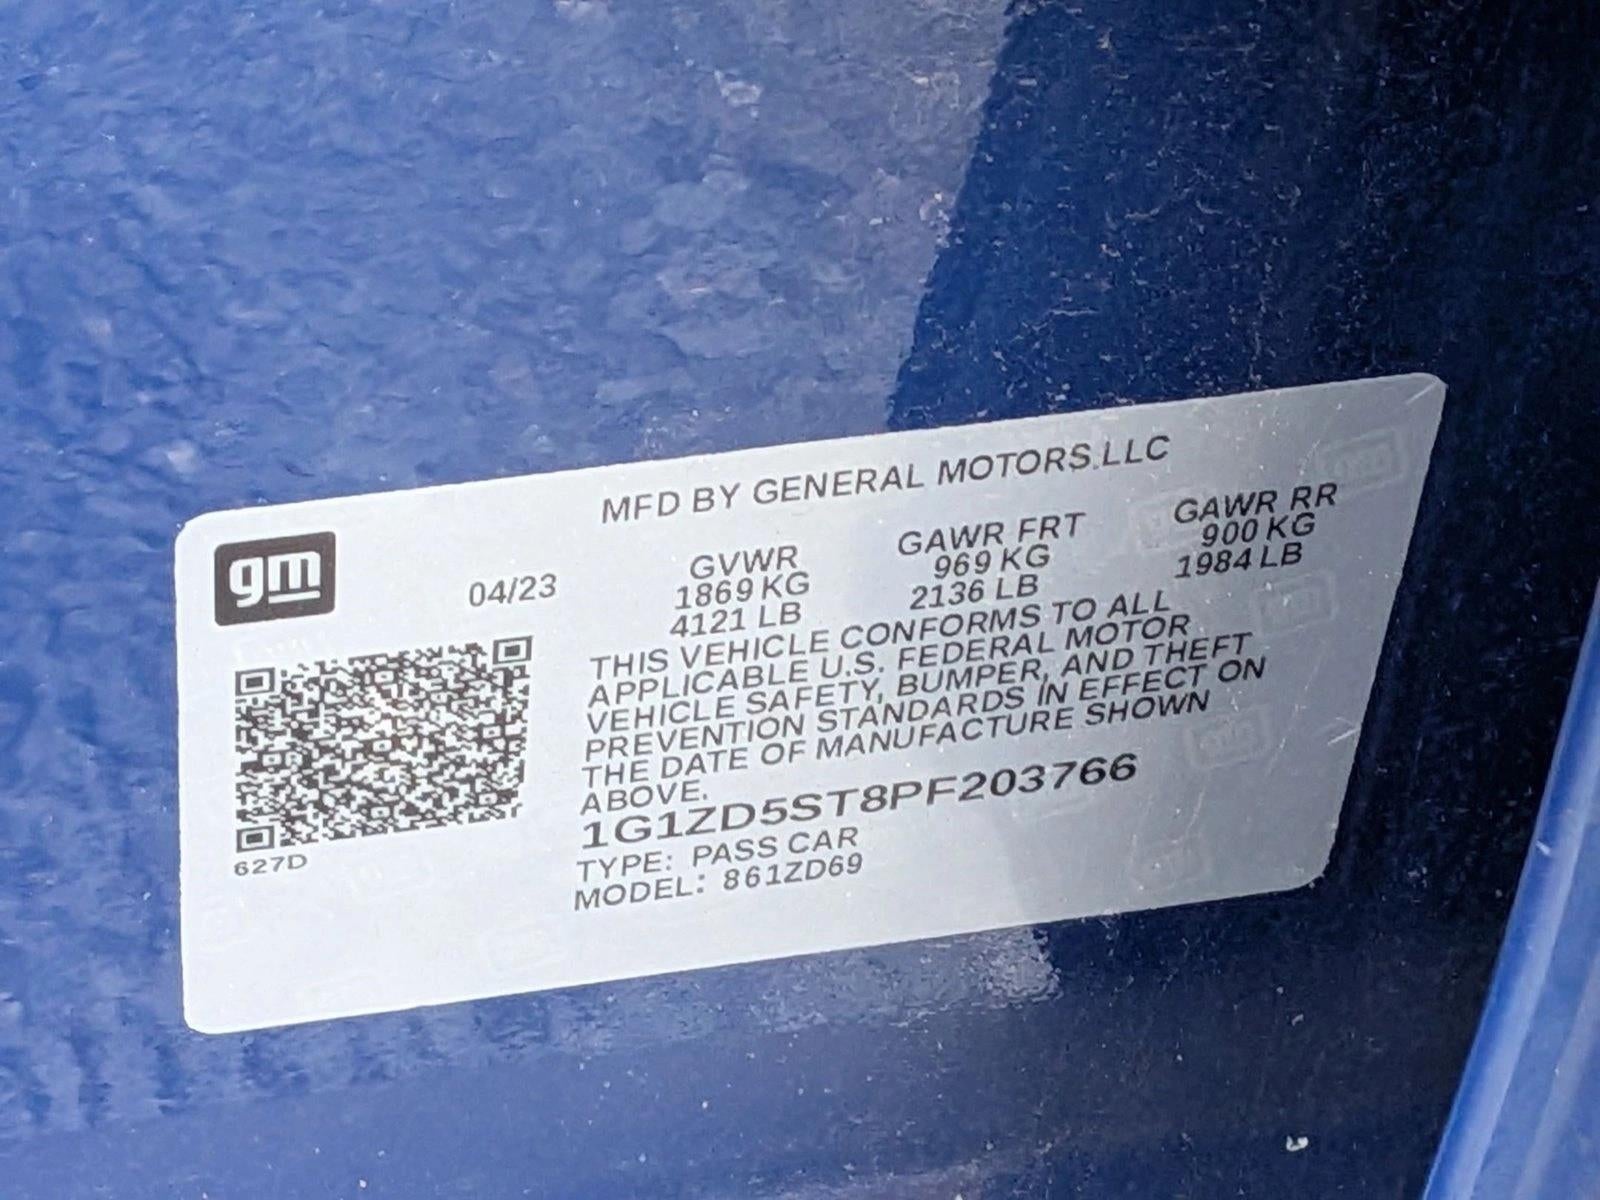 MFD BY GENERAL MOTORS LLC
gm
04/23
GVWR GAWR FRT GAWR RR
1869 KG 969 KG 900 KG
4121 LB 2136 LB 1984 LB
THIS VEHICLE CONFORMS TO ALL
APPLICABLE U.S. FEDERAL MOTOR
VEHICLE SAFETY, BUMPER, AND THEFT
PREVENTION STANDARDS IN EFFECT ON
THE DATE OF MANUFACTURE SHOWN
ABOVE.
1G1ZD5ST8PF203766
TYPE: PASS CAR
MODEL: 861ZD69
627D